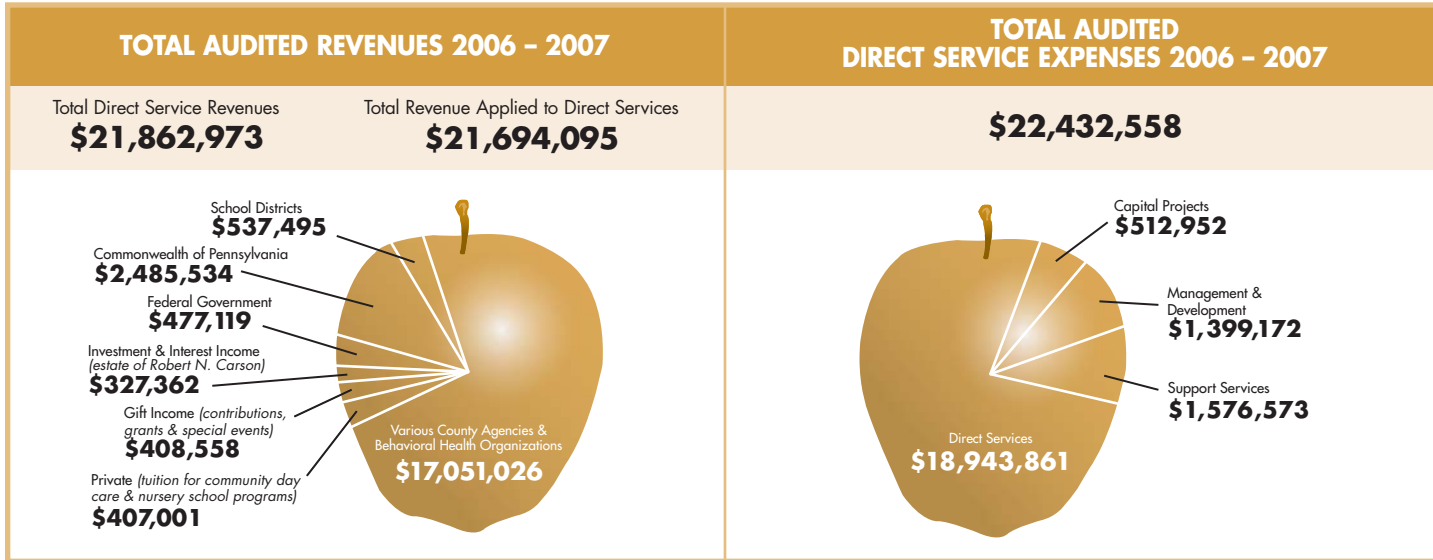 TOTAL AUDITED REVENUES 2006 – 2007
Total Direct Service Revenues
$21,862,973
Total Revenue Applied to Direct Services
$21,694,095
School Districts
$537,495
Commonwealth of Pennsylvania
$2,485,534
Federal Government
$477,119
Investment & Interest Income
(estate of Robert N. Carson)
$327,362
Gift Income (contributions,
grants & special events)
$408,558
Private (tuition for community day
care & nursery school programs)
$407,001
Various County Agencies &
Behavioral Health Organizations
$17,051,026
TOTAL AUDITED
DIRECT SERVICE EXPENSES 2006 – 2007
$22,432,558
Capital Projects
$512,952
Management &
Development
$1,399,172
Support Services
$1,576,573
Direct Services
$18,943,861